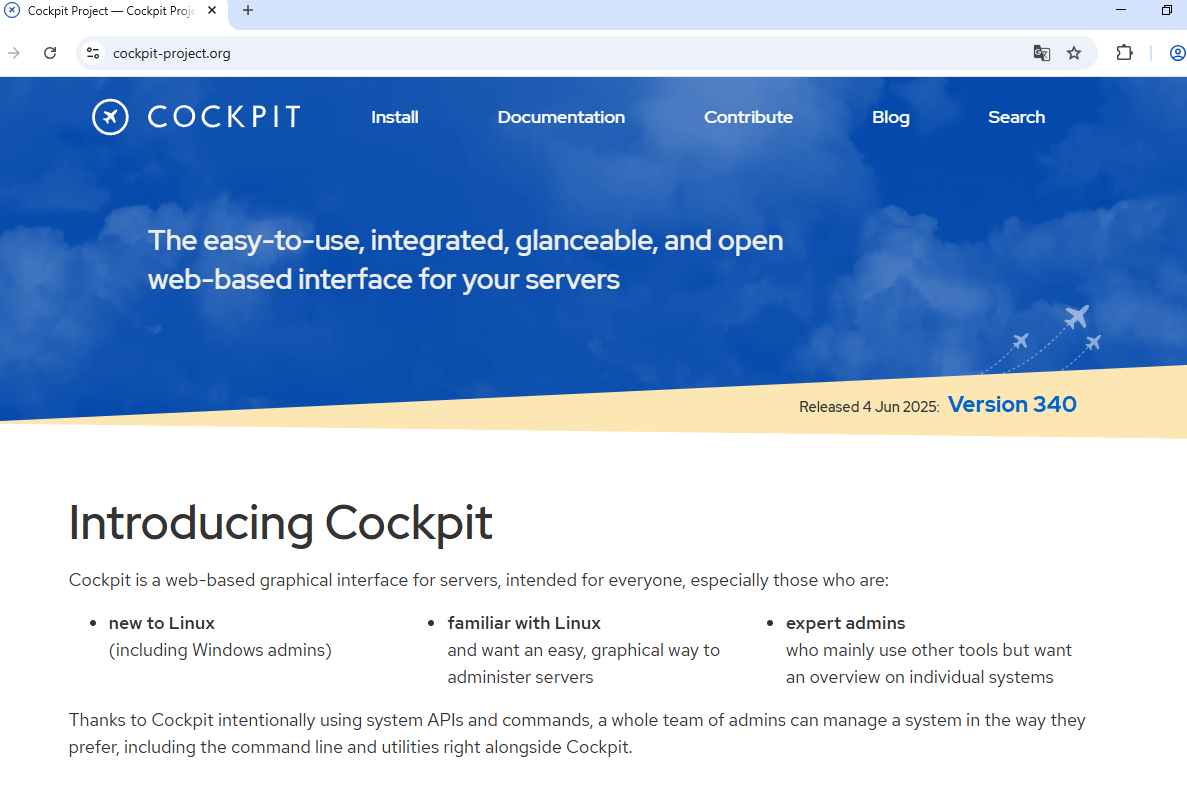 Cockpit Project — Cockpit Proje
cockpit-project.org
COCKPIT Install Documentation Contribute Blog Search
The easy-to-use, integrated, glanceable, and open
web-based interface for your servers
Released 4 Jun 2025: Version 340
Introducing Cockpit
Cockpit is a web-based graphical interface for servers, intended for everyone, especially those who are:
• new to Linux
(including Windows admins)
• familiar with Linux
and want an easy, graphical way to
administer servers
• expert admins
who mainly use other tools but want
an overview on individual systems
Thanks to Cockpit intentionally using system APIs and commands, a whole team of admins can manage a system in the way they
prefer, including the command line and utilities right alongside Cockpit.